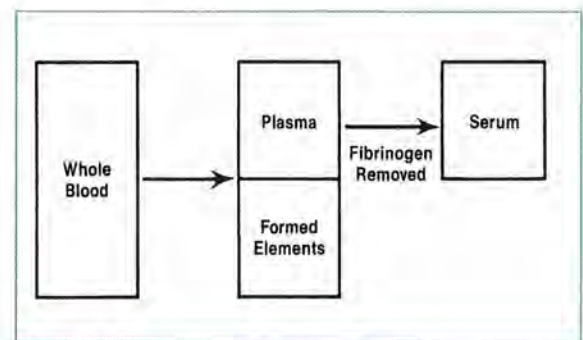 Whole
Blood
Plasma
Formed
Elements
Fibrinogen
Removed
Serum